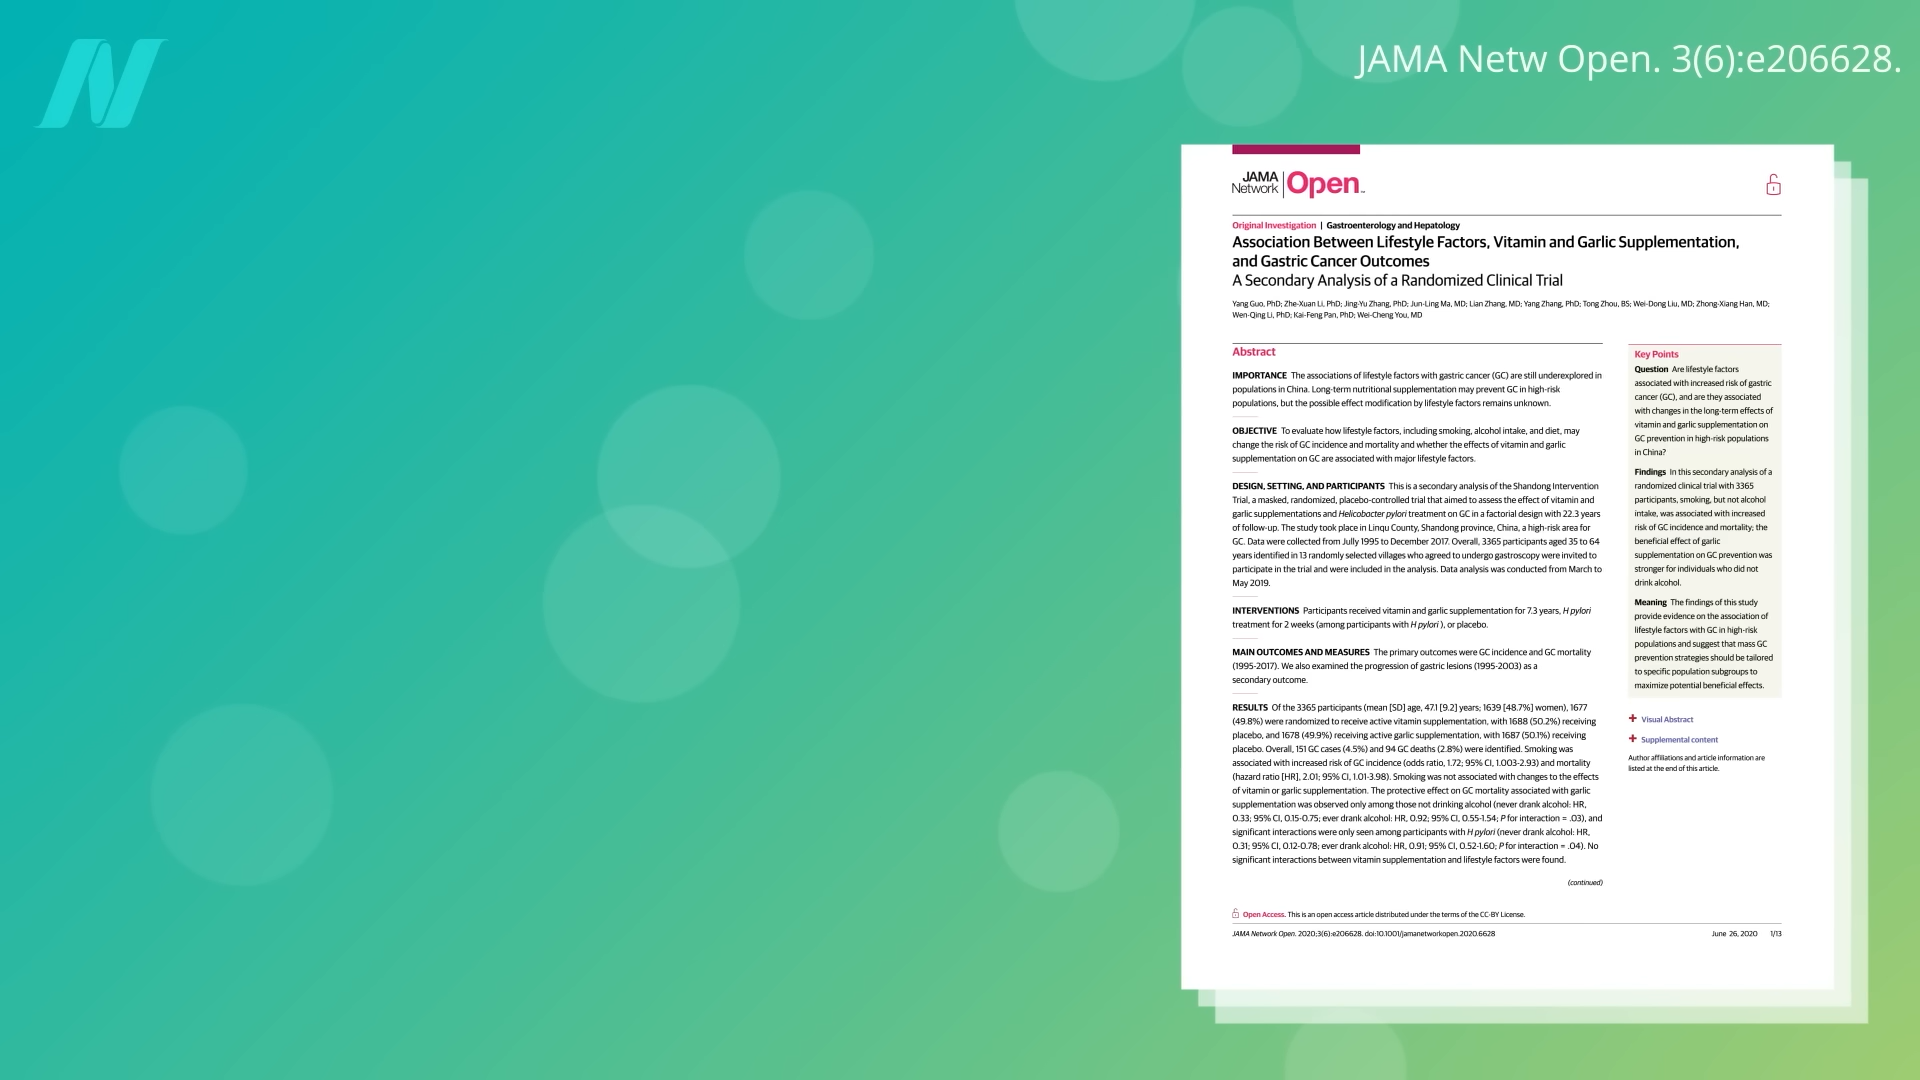 JAMA Netw Open. 3(6):e206628.
JAMA
Network
Open
Original Investigation | Gastroenterology and Hepatology
Association Between Lifestyle Factors, Vitamin and Garlic Supplementation,
and Gastric Cancer Outcomes
A Secondary Analysis of a Randomized Clinical Trial
Yang Guo, PhD; Zhe-Xuan Li, PhD; Jing-Yu Zhang, PhD; Jun-Ling Ma, MD; Lian Zhang, MD; Yang Zhang, PhD; Tong Zhou, BS; Wei-Dong Liu, MD; Zhong-Xiang Han, MD;
Wen-Qing Li, PhD; Kai-Feng Pan, PhD; Wei-Cheng You, MD
Abstract
IMPORTANCE The associations of lifestyle factors with gastric cancer (GC) are still underexplored in
populations in China. Long-term nutritional supplementation may prevent GC in high-risk
populations, but the possible effect modification by lifestyle factors remains unknown.
OBJECTIVE To evaluate how lifestyle factors, including smoking, alcohol intake, and diet, may
change the risk of GC incidence and mortality and whether the effects of vitamin and garlic
supplementation on GC are associated with major lifestyle factors.
DESIGN, SETTING, AND PARTICIPANTS This is a secondary analysis of the Shandong Intervention
Trial, a masked, randomized, placebo-controlled trial that aimed to assess the effect of vitamin and
garlic supplementations and Helicobacter pylori treatment on GC in a factorial design with 22.3 years
of follow-up. The study took place in Linqu County, Shandong province, China, a high-risk area for
GC. Data were collected from Jully 1995 to December 2017. Overall, 3365 participants aged 35 to 64
years identified in 13 randomly selected villages who agreed to undergo gastroscopy were invited to
participate in the trial and were included in the analysis. Data analysis was conducted from March to
May 2019.
INTERVENTIONS Participants received vitamin and garlic supplementation for 7.3 years, H pylori
treatment for 2 weeks (among participants with H pylori ), or placebo.
MAIN OUTCOMES AND MEASURES The primary outcomes were GC incidence and GC mortality
(1995-2017). We also examined the progression of gastric lesions (1995-2003) as a
secondary outcome.
RESULTS Of the 3365 participants (mean [SD] age, 47.1 [9.2] years; 1639 [48.7%] women), 1677
(49.8%) were randomized to receive active vitamin supplementation, with 1688 (50.2%) receiving
placebo, and 1678 (49.9%) receiving active garlic supplementation, with 1687 (50.1%) receiving
placebo. Overall, 151 GC cases (4.5%) and 94 GC deaths (2.8%) were identified. Smoking was
associated with increased risk of GC incidence (odds ratio, 1.72; 95% CI, 1.003-2.93) and mortality
(hazard ratio [HR], 2.01; 95% CI, 1.01-3.98). Smoking was not associated with changes to the effects
of vitamin or garlic supplementation. The protective effect on GC mortality associated with garlic
supplementation was observed only among those not drinking alcohol (never drank alcohol: HR,
0.33; 95% CI, 0.15-0.75; ever drank alcohol: HR, 0.92; 95% CI, 0.55-1.54; P for interaction = .03), and
significant interactions were only seen among participants with H pylori (never drank alcohol: HR,
0.31; 95% CI, 0.12-0.78; ever drank alcohol: HR, 0.91; 95% CI, 0.52-1.60; P for interaction = .04). No
significant interactions between vitamin supplementation and lifestyle factors were found.
(continued)
Key Points
Question Are lifestyle factors
associated with increased risk of gastric
cancer (GC), and are they associated
with changes in the long-term effects of
vitamin and garlic supplementation on
GC prevention in high-risk populations
in China?
Findings In this secondary analysis of a
randomized clinical trial with 3365
participants, smoking, but not alcohol
intake, was associated with increased
risk of GC incidence and mortality; the
beneficial effect of garlic
supplementation on GC prevention was
stronger for individuals who did not
drink alcohol.
Meaning The findings of this study
provide evidence on the association of
lifestyle factors with GC in high-risk
populations and suggest that mass GC
prevention strategies should be tailored
to specific population subgroups to
maximize potential beneficial effects.
+ Visual Abstract
+ Supplemental content
Author affiliations and article information are
listed at the end of this article.
Open Access. This is an open access article distributed under the terms of the CC-BY License.
JAMA Network Open. 2020;3(6):e206628. doi:10.1001/jamanetworkopen.2020.6628
June 26, 2020 1/13